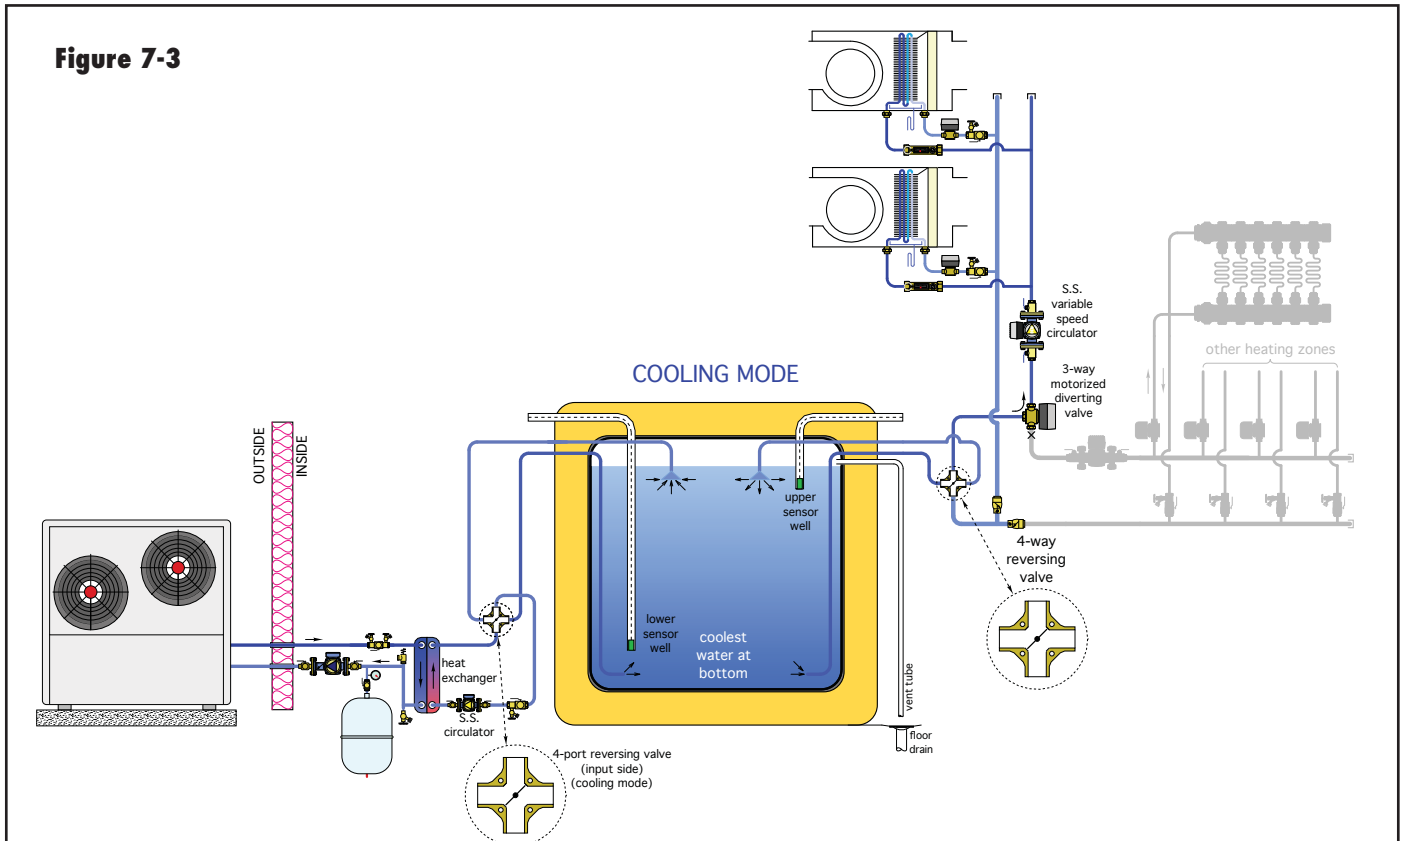 Figure 7-3
COOLING MODE
S.S.
variable
speed
circulator
3-way
motorized
diverting
valve
other heating zones
OUTSIDE
INSIDE
upper
sensor
well
4-way
reversing
valve
lower
sensor
well
coolest
water at
bottom
heat
exchanger
S.S.
circulator
vent tube
floor
drain
4-port reversing valve
(input side)
(cooling mode)